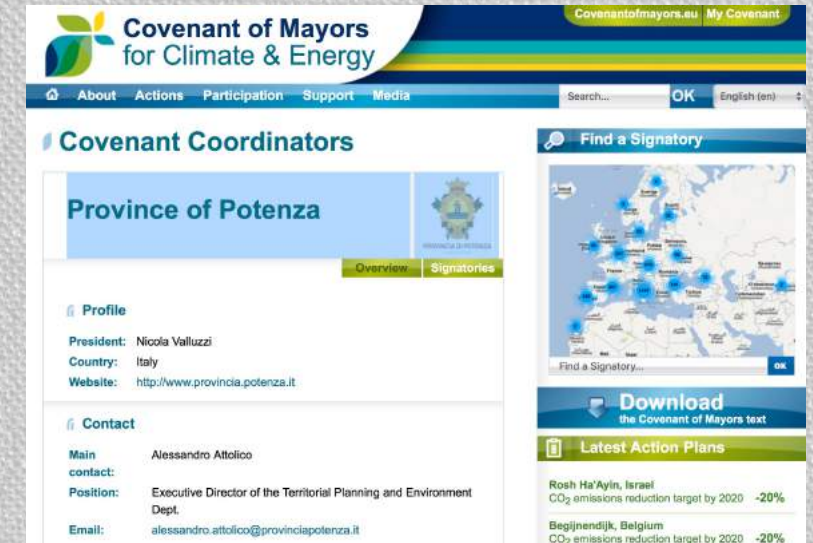 Covenantofmayors.eu My Covenant
Covenant of Mayors
for Climate & Energy
About Actions Participation Support Media
Search... OK English (en)
Covenant Coordinators
Province of Potenza
PROVINCIA DI POTENZA
Overview Signatories
Profile
President: Nicola Valluzzi
Country: Italy
Website: http://www.provincia.potenza.it
Contact
Main
contact: Alessandro Attolico
Position: Executive Director of the Territorial Planning and Environment
Dept.
Email: alessandro.attolico@provinciapotenza.it
Find a Signatory
Find a Signatory... OK
Download
the Covenant of Mayors text
Latest Action Plans
Rosh Ha'Ayin, Israel
CO2 emissions reduction target by 2020 -20%
Begijnendijk, Belgium
CO2 emissions reduction target by 2020 -20%